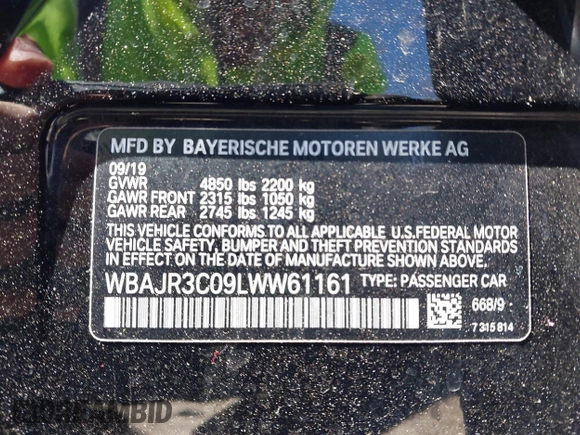 MFD BY BAYERISCHE MOTOREN WERKE AG
09/19
GVWR 4850 lbs 2200 kg
GAWR FRONT 2315 lbs 1050 kg
GAWR REAR 2745 lbs 1245 kg
THIS VEHICLE CONFORMS TO ALL APPLICABLE U.S.FEDERAL MOTOR
VEHICLE SAFETY, BUMPER AND THEFT PREVENTION STANDARDS
IN EFFECT ON THE DATE OF MANUFACTURE SHOWN ABOVE.
WBAJR3C09LWW61161 TYPE: PASSENGER CAR
668/9
7 315 814